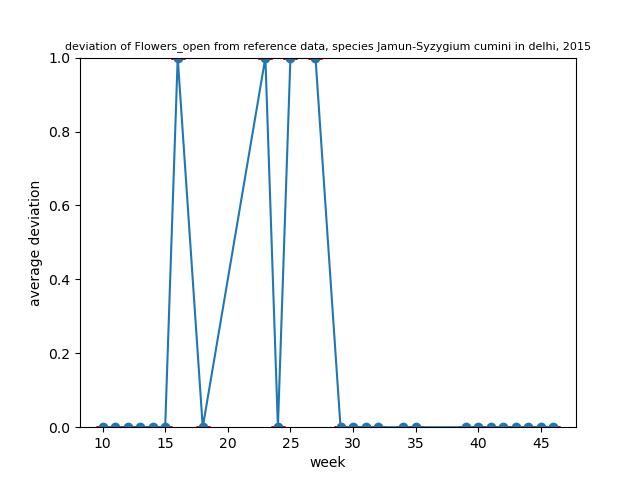 deviation of Flowers_open from reference data, species Jamun-Syzygium cumini in delhi, 2015
1.0
0.8
0.6
0.4
0.2
0.0
average deviation
10 15 20 25 30 35 40 45
week